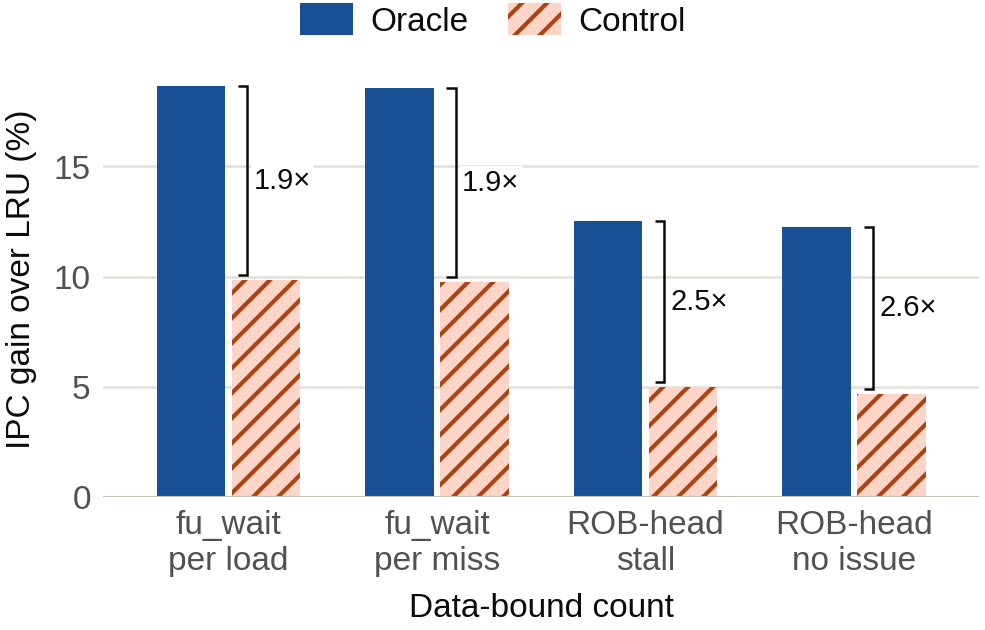 Oracle Control
IPC gain over LRU (%)
15
10
5
0
1.9×
1.9×
2.5×
2.6×
fu_wait
per load
fu_wait
per miss
ROB-head
stall
ROB-head
no issue
Data-bound count